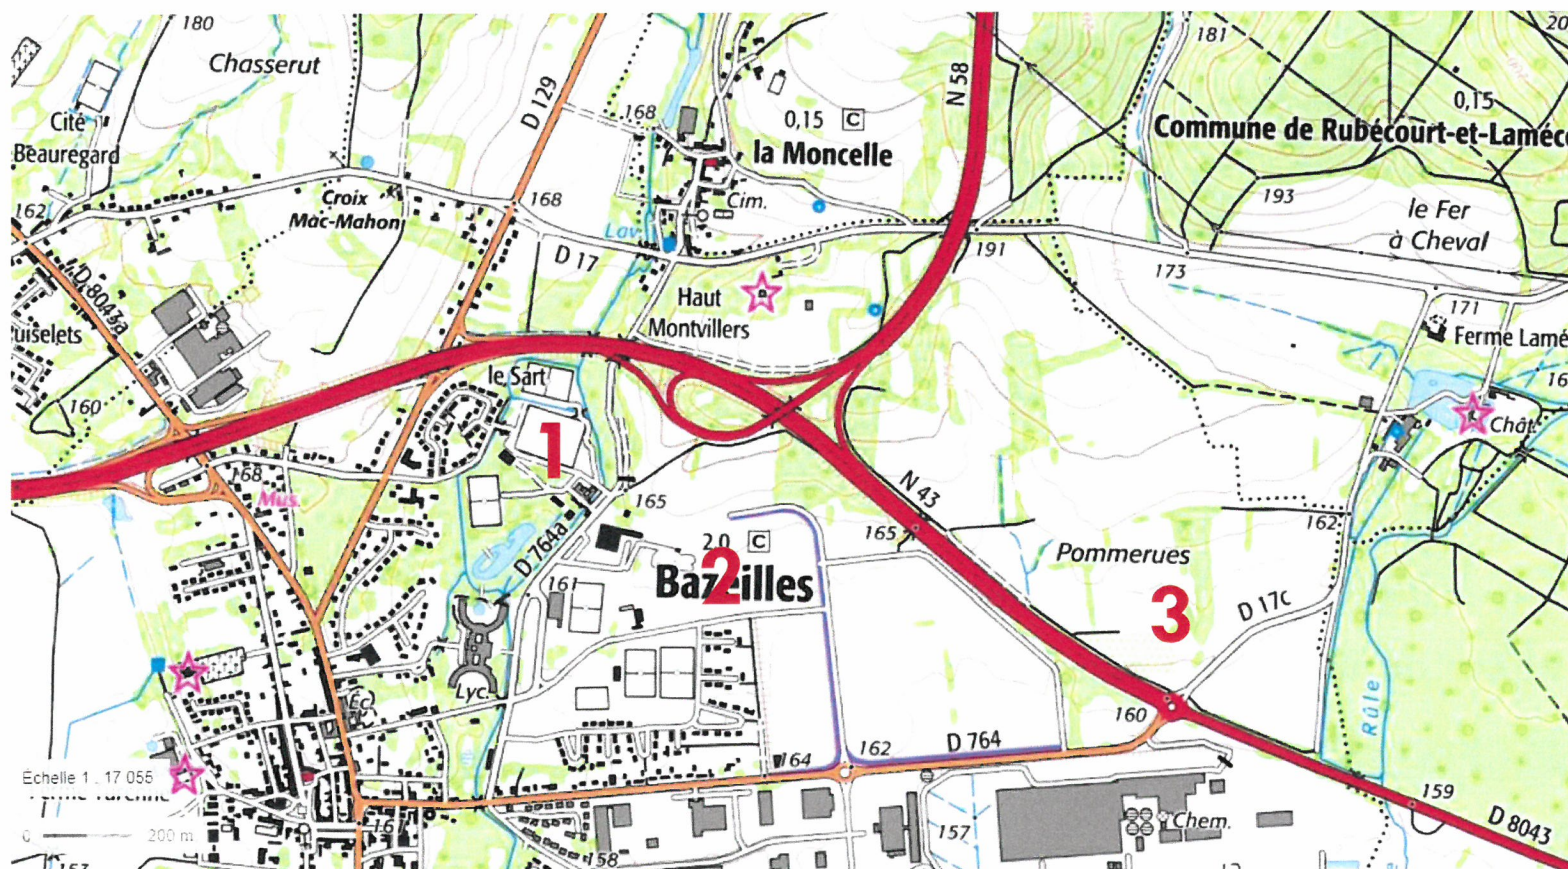 180
Chasserut
Cité
Beauregard
162
Croix
Mac-Mahon
D 129
168
168
0,15 C
la Moncelle
Cim.
Lav.
D 17
N 58
181
0,15
Commune de Rubécourt-et-Laméc
193
le Fer
à Cheval
191
173
171
Ferme Lamé
Chât.
D 8043a
uiselets
160
Haut
Montvillers
le Sart
1
168
Mus.
165
D 764a
161
2,0 C
Bazeilles
2
N 43
165
Pommerues
3
D 17c
162
Lyc.
Éc.
160
Rûle
D 764
162
164
Échelle 1 : 17 055
0 200 m
161
157
158
157
Chem.
159
D 8043